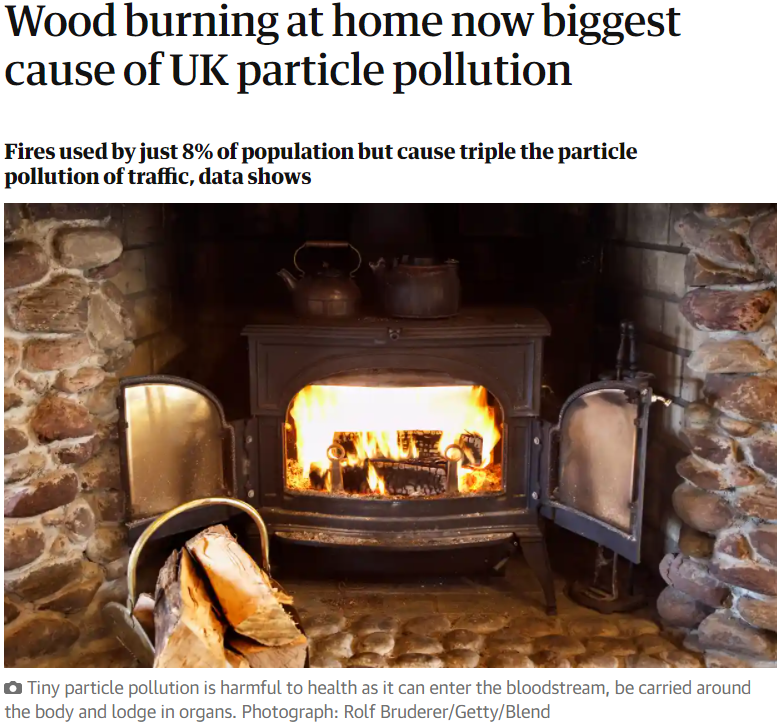 Wood burning at home now biggest
cause of UK particle pollution
Fires used by just 8% of population but cause triple the particle
pollution of traffic, data shows
Tiny particle pollution is harmful to health as it can enter the bloodstream, be carried around
the body and lodge in organs. Photograph: Rolf Bruderer/Getty/Blend